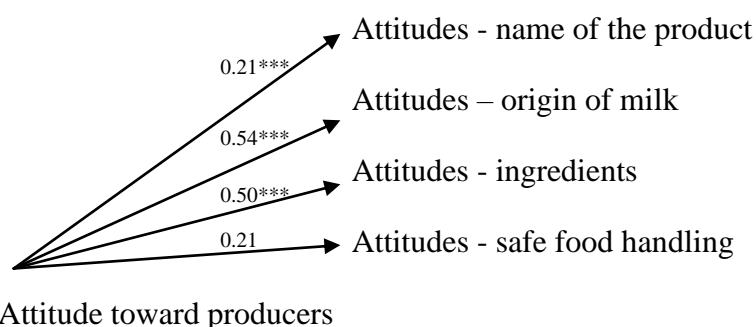 Attitudes - name of the product
0.21***
Attitudes – origin of milk
0.54***
Attitudes - ingredients
0.50***
0.21
Attitudes - safe food handling
Attitude toward producers